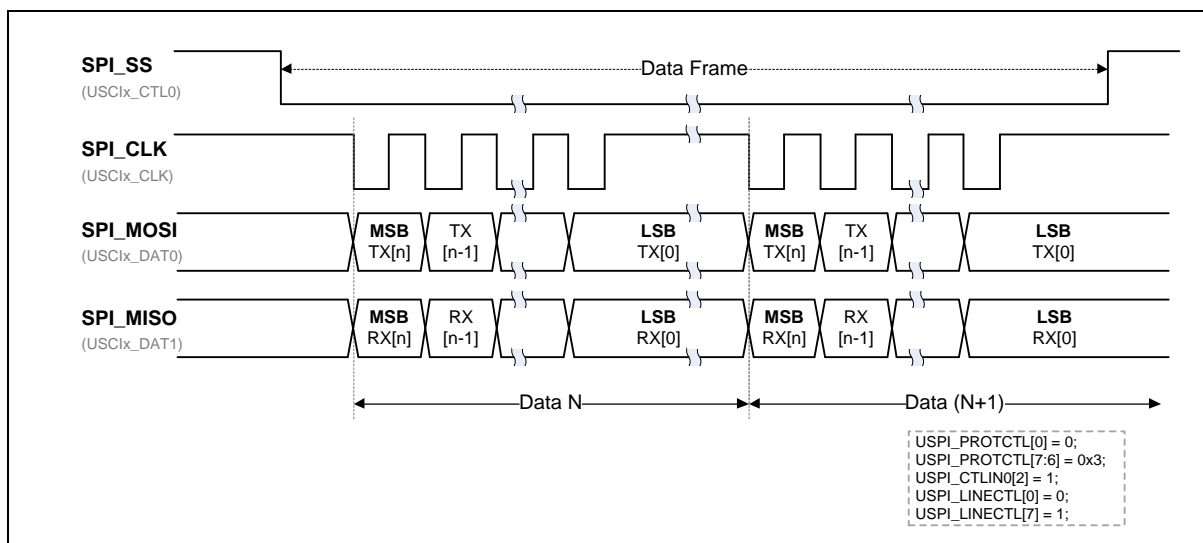 SPI_SS
(USCIx_CTL0)
Data Frame
SPI_CLK
(USCIx_CLK)
SPI_MOSI
(USCIx_DAT0)
MSB
TX[n]
TX
[n-1]
LSB
TX[0]
MSB
TX[n]
TX
[n-1]
LSB
TX[0]
SPI_MISO
(USCIx_DAT1)
MSB
RX[n]
RX
[n-1]
LSB
RX[0]
MSB
RX[n]
RX
[n-1]
LSB
RX[0]
Data N
Data (N+1)
USPI_PROTCTL[0] = 0;
USPI_PROTCTL[7:6] = 0x3;
USPI_CTLIN0[2] = 1;
USPI_LINECTL[0] = 0;
USPI_LINECTL[7] = 1;